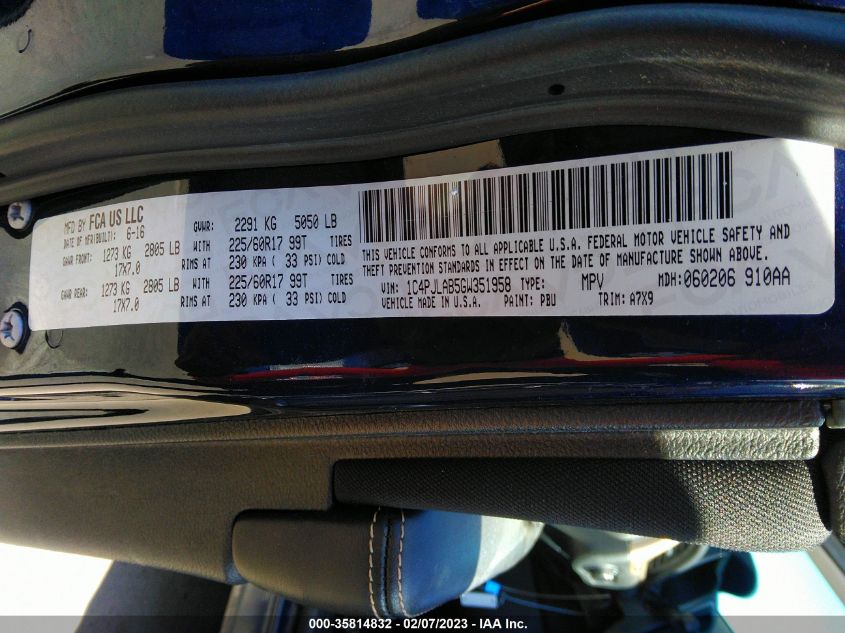 MFD BY FCA US LLC
DATE OF MFR(BUILT): 6-16 GVWR: 2291 KG 5050 LB
GAWR FRONT: 1273 KG 2805 LB WITH 225/60R17 99T TIRES
17X7.0 RIMS AT 230 KPA ( 33 PSI) COLD
GAWR REAR: 1273 KG 2805 LB WITH 225/60R17 99T TIRES
17X7.0 RIMS AT 230 KPA ( 33 PSI) COLD
THIS VEHICLE CONFORMS TO ALL APPLICABLE U.S.A. FEDERAL MOTOR VEHICLE SAFETY AND
THEFT PREVENTION STANDARDS IN EFFECT ON THE DATE OF MANUFACTURE SHOWN ABOVE.
VIN: 1C4PJLAB5GW351958 TYPE: MPV MDH: 060206 910AA
VEHICLE MADE IN U.S.A. PAINT: PBU TRIM: A7X9
000-35814832 - 02/07/2023 - IAA Inc.